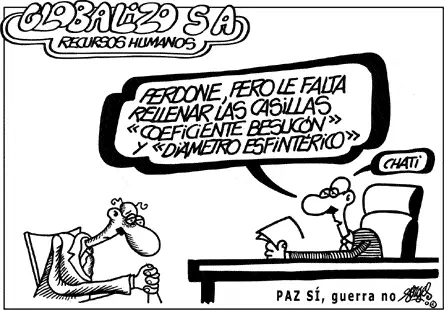 GLOBALIZO S A
RECURSOS HUMANOS
PERDONE, PERO LE FALTA
RELLENAR LAS CASILLAS
«COEFICIENTE BESUCÓN»
Y «DIÁMETRO ESFINTÉRICO»
CHATI
PAZ SÍ, guerra no